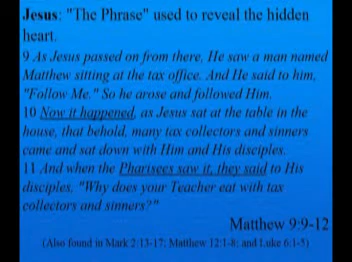 Jesus: "The Phrase" used to reveal the hidden
heart.
9 As Jesus passed on from there, He saw a man named
Matthew sitting at the tax office. And He said to him,
"Follow Me." So he arose and followed Him.
10 Now it happened, as Jesus sat at the table in the
house, that behold, many tax collectors and sinners
came and sat down with Him and His disciples.
11 And when the Pharisees saw it, they said to His
disciples, "Why does your Teacher eat with tax
collectors and sinners?"
Matthew 9:9-12
(Also found in Mark 2:13-17; Matthew 12:1-8; and Luke 6:1-5)